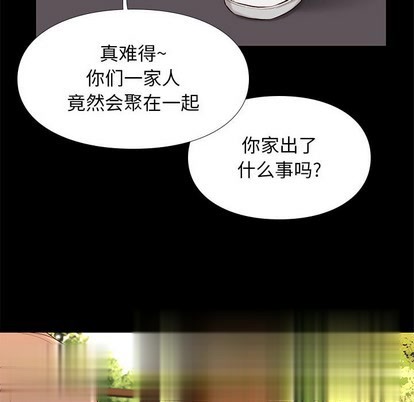 真难得~
你们一家人
竟然会聚在一起
你家出了
什么事吗?